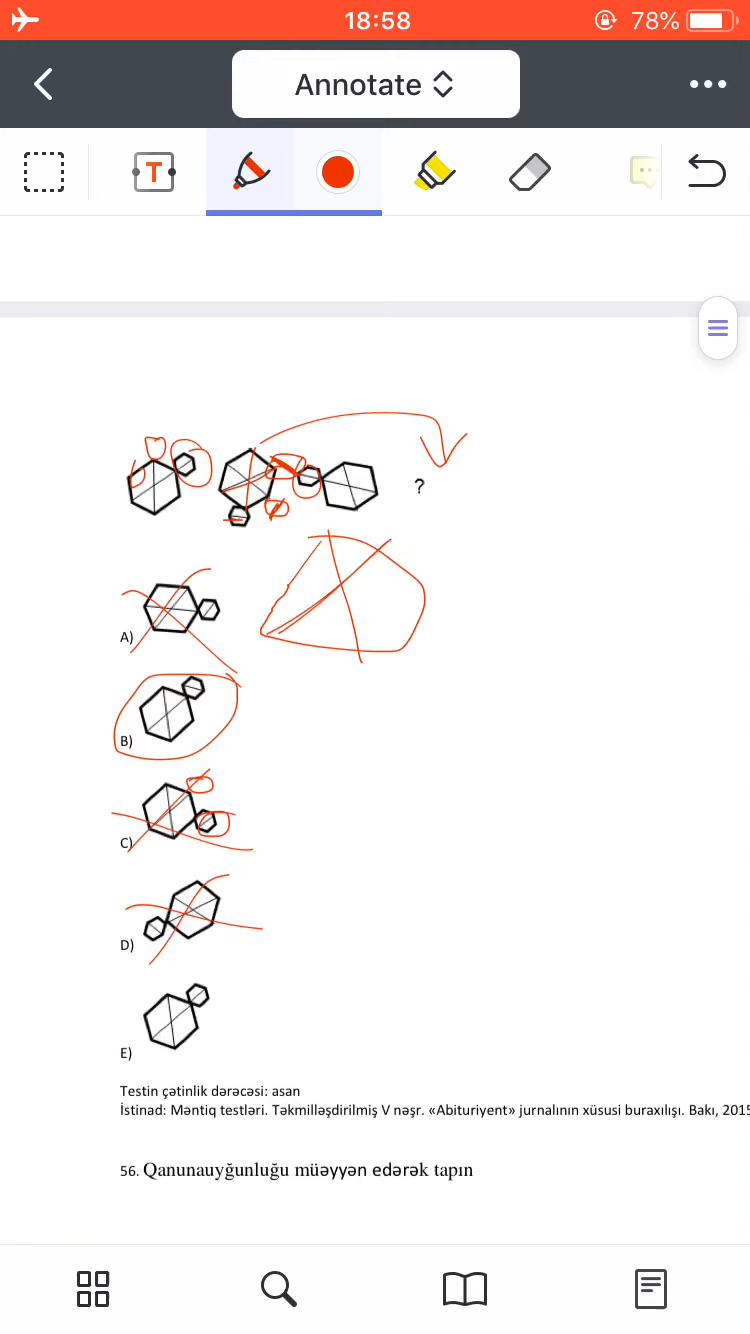 18:58
78%
Annotate
T
?
A)
B)
C)
D)
E)
Testin çətinlik dərəcəsi: asan
İstinad: Məntiq testləri. Təkmilləşdirilmiş V nəşr. «Abituriyent» jurnalının xüsusi buraxılışı. Bakı, 2015
56. Qanunauyğunluğu müəyyən edərək tapın